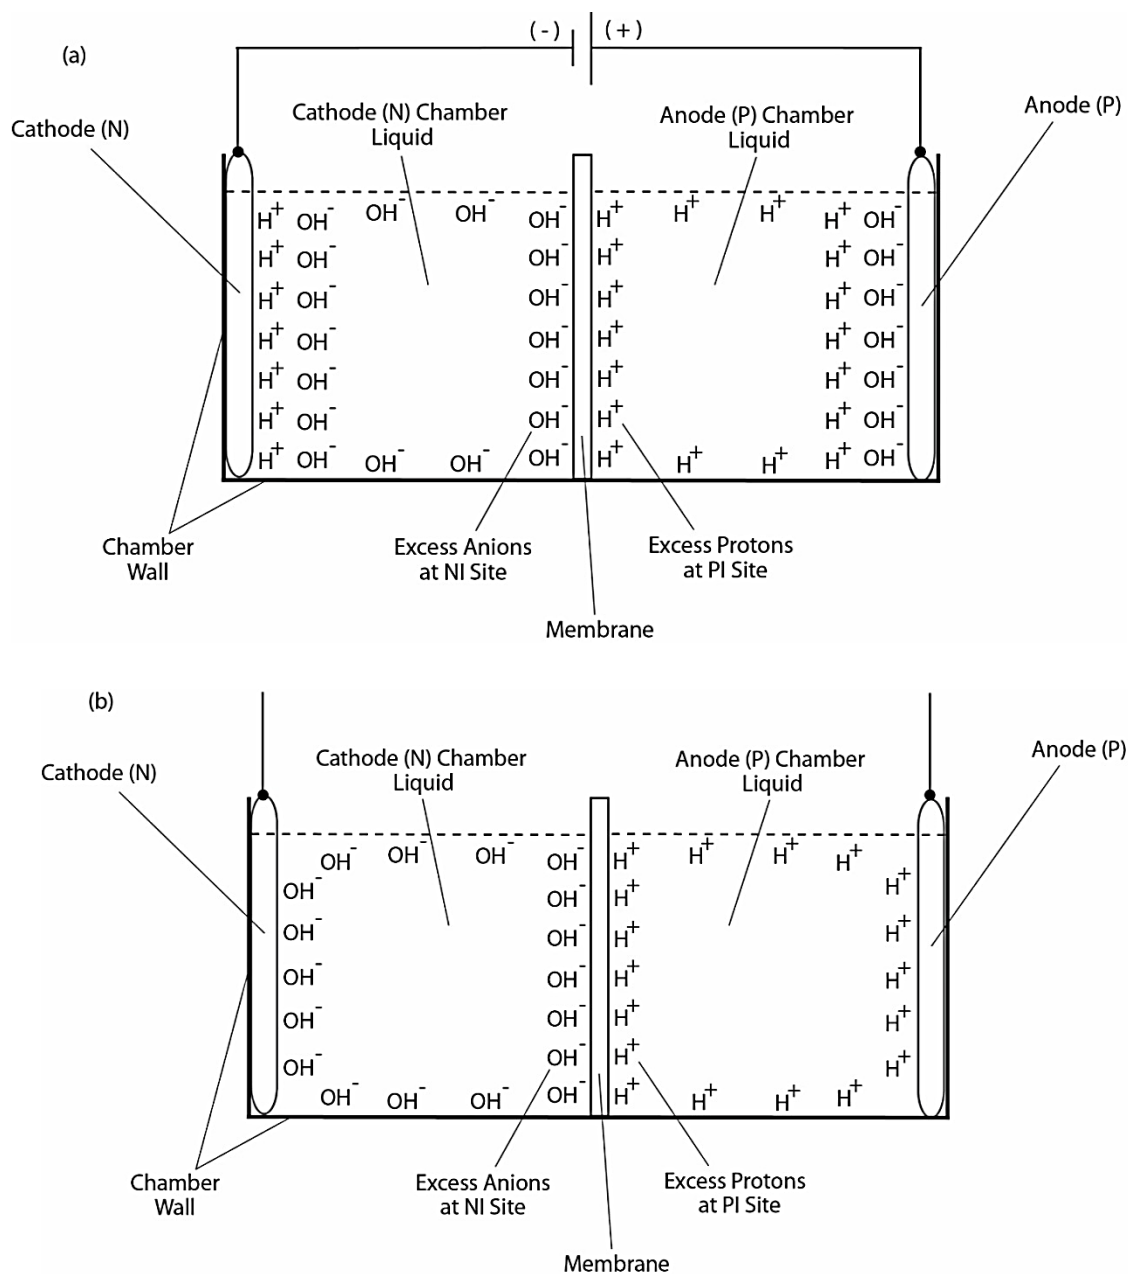 (a)
(-) (+)
Cathode (N)
Cathode (N) Chamber
Liquid
Anode (P) Chamber
Liquid
Anode (P)
H+ OH- OH- OH- OH- H+ H+ H+ H+ OH-
H+ OH- OH- H+ H+ OH-
H+ OH- OH- H+ H+ OH-
H+ OH- OH- H+ H+ OH-
H+ OH- OH- H+ H+ OH-
H+ OH- OH- H+ H+ OH-
H+ OH- OH- OH- OH- H+ H+ H+ H+ OH-
Chamber
Wall
Excess Anions
at NI Site
Excess Protons
at PI Site
Membrane
(b)
Cathode (N)
Cathode (N) Chamber
Liquid
Anode (P) Chamber
Liquid
Anode (P)
OH- OH- OH- OH- H+ H+ H+ H+
OH- OH- H+ H+
OH- OH- H+ H+
OH- OH- H+ H+
OH- OH- H+ H+
OH- OH- H+ H+
OH- OH- OH- OH- H+ H+ H+ H+
Chamber
Wall
Excess Anions
at NI Site
Excess Protons
at PI Site
Membrane